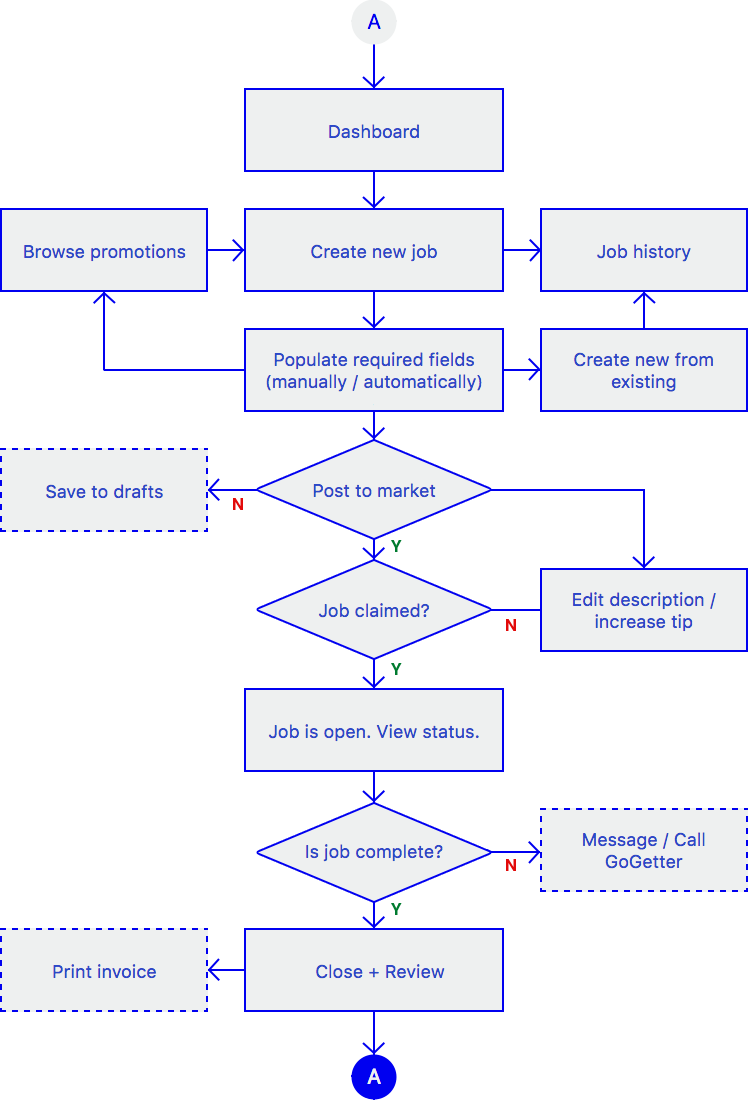 A
Dashboard
Browse promotions
Create new job
Job history
Populate required fields
(manually / automatically)
Create new from
existing
Save to drafts
N
Post to market
Y
Job claimed?
N
Edit description /
increase tip
Y
Job is open. View status.
Is job complete?
N
Message / Call
GoGetter
Y
Print invoice
Close + Review
A